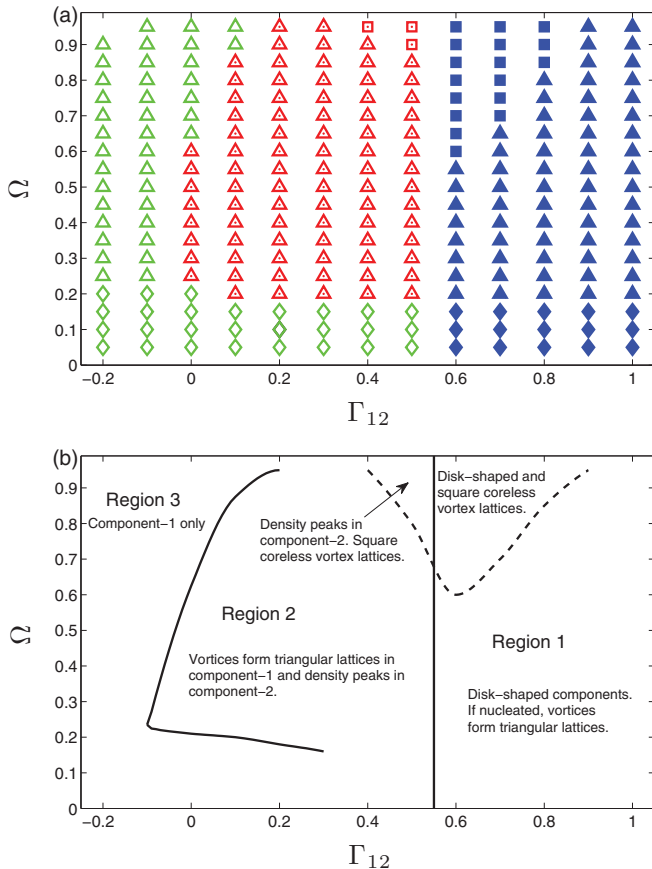 (a)
0.9
0.8
0.7
0.6
0.5
0.4
0.3
0.2
0.1
0
Ω
−0.2 0 0.2 0.4 0.6 0.8 1
Γ12
(b)
0.9
0.8
0.7
0.6
0.5
0.4
0.3
0.2
0.1
0
Ω
Region 3
Component−1 only
Density peaks in
component−2. Square
coreless vortex lattices.
Disk−shaped and
square coreless
vortex lattices.
Region 2
Vortices form triangular lattices in
component−1 and density peaks in
component−2.
Region 1
Disk−shaped components.
If nucleated, vortices
form triangular lattices.
−0.2 0 0.2 0.4 0.6 0.8 1
Γ12